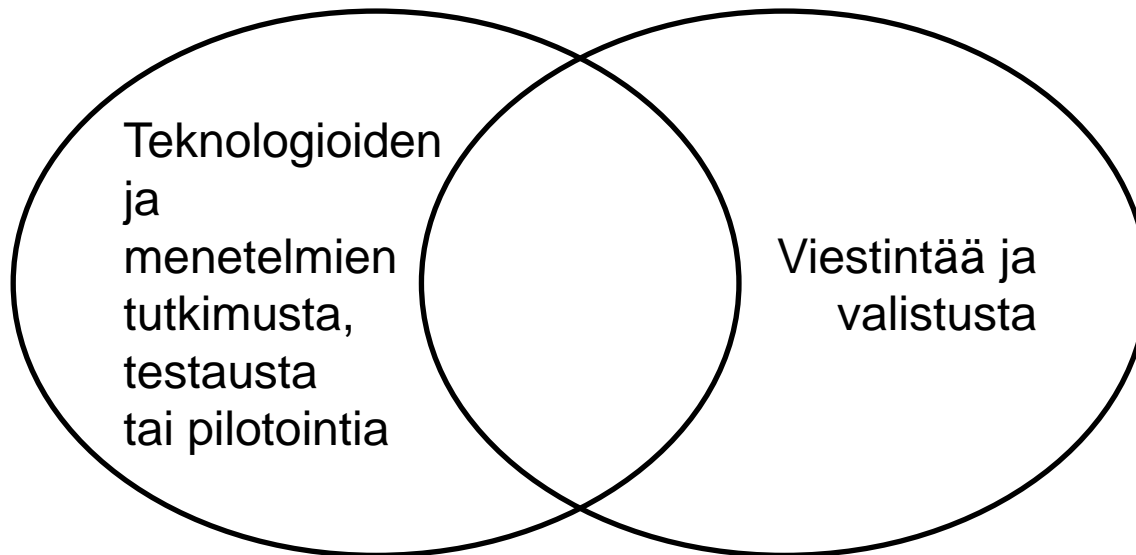 Teknologioiden
ja
menetelmien
tutkimusta,
testausta
tai pilotointia
Viestintää ja
valistusta